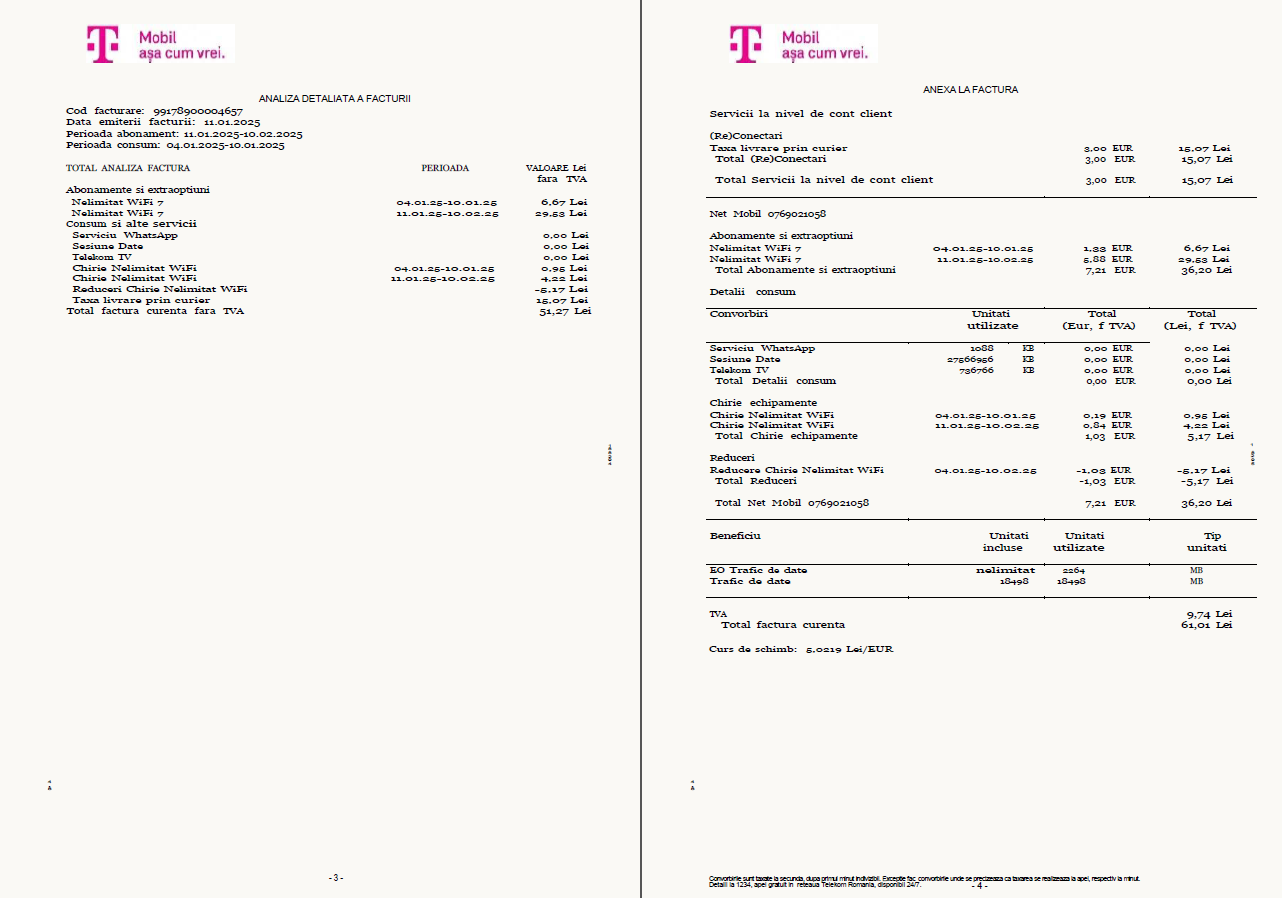 Mobil
așa cum vrei.
ANALIZA DETALIATA A FACTURII
Cod facturare: 99178900004657
Data emiterii facturii: 11.01.2025
Perioada abonament: 11.01.2025-10.02.2025
Perioada consum: 04.01.2025-10.01.2025
TOTAL ANALIZA FACTURA PERIOADA VALOARE Lei
fara TVA
Abonamente si extraoptiuni
Nelimitat WiFi 7 04.01.25-10.01.25 6,67 Lei
Nelimitat WiFi 7 11.01.25-10.02.25 29,53 Lei
Consum si alte servicii
Serviciu WhatsApp 0,00 Lei
Sesiune Date 0,00 Lei
Telekom TV 0,00 Lei
Chirie Nelimitat WiFi 04.01.25-10.01.25 0,95 Lei
Chirie Nelimitat WiFi 11.01.25-10.02.25 4,22 Lei
Reduceri Chirie Nelimitat WiFi -5,17 Lei
Taxa livrare prin curier 15,07 Lei
Total factura curenta fara TVA 51,27 Lei
- 3 -
Mobil
așa cum vrei.
ANEXA LA FACTURA
Servicii la nivel de cont client
(Re)Conectari
Taxa livrare prin curier 3,00 EUR 15,07 Lei
Total (Re)Conectari 3,00 EUR 15,07 Lei
Total Servicii la nivel de cont client 3,00 EUR 15,07 Lei
Net Mobil 0769021058
Abonamente si extraoptiuni
Nelimitat WiFi 7 04.01.25-10.01.25 1,33 EUR 6,67 Lei
Nelimitat WiFi 7 11.01.25-10.02.25 5,88 EUR 29,53 Lei
Total Abonamente si extraoptiuni 7,21 EUR 36,20 Lei
Detalii consum
Convorbiri Unitati Total Total
utilizate (Eur, f TVA) (Lei, f TVA)
Serviciu WhatsApp 1088 KB 0,00 EUR 0,00 Lei
Sesiune Date 27566956 KB 0,00 EUR 0,00 Lei
Telekom TV 736766 KB 0,00 EUR 0,00 Lei
Total Detalii consum 0,00 EUR 0,00 Lei
Chirie echipamente
Chirie Nelimitat WiFi 04.01.25-10.01.25 0,19 EUR 0,95 Lei
Chirie Nelimitat WiFi 11.01.25-10.02.25 0,84 EUR 4,22 Lei
Total Chirie echipamente 1,03 EUR 5,17 Lei
Reduceri
Reducere Chirie Nelimitat WiFi 04.01.25-10.02.25 -1,03 EUR -5,17 Lei
Total Reduceri -1,03 EUR -5,17 Lei
Total Net Mobil 0769021058 7,21 EUR 36,20 Lei
Beneficiu Unitati Unitati Tip
incluse utilizate unitati
EO Trafic de date nelimitat 2264 MB
Trafic de date 18498 18498 MB
TVA 9,74 Lei
Total factura curenta 61,01 Lei
Curs de schimb: 5,0219 Lei/EUR
Convorbirile sunt taxate la secunda, dupa primul minut indivizibil. Exceptie fac convorbirile unde se precizeaza ca taxarea se realizeaza la apel, respectiv la minut.
Detalii la 1234, apel gratuit in reteaua Telekom Romania, disponibil 24/7.
- 4 -